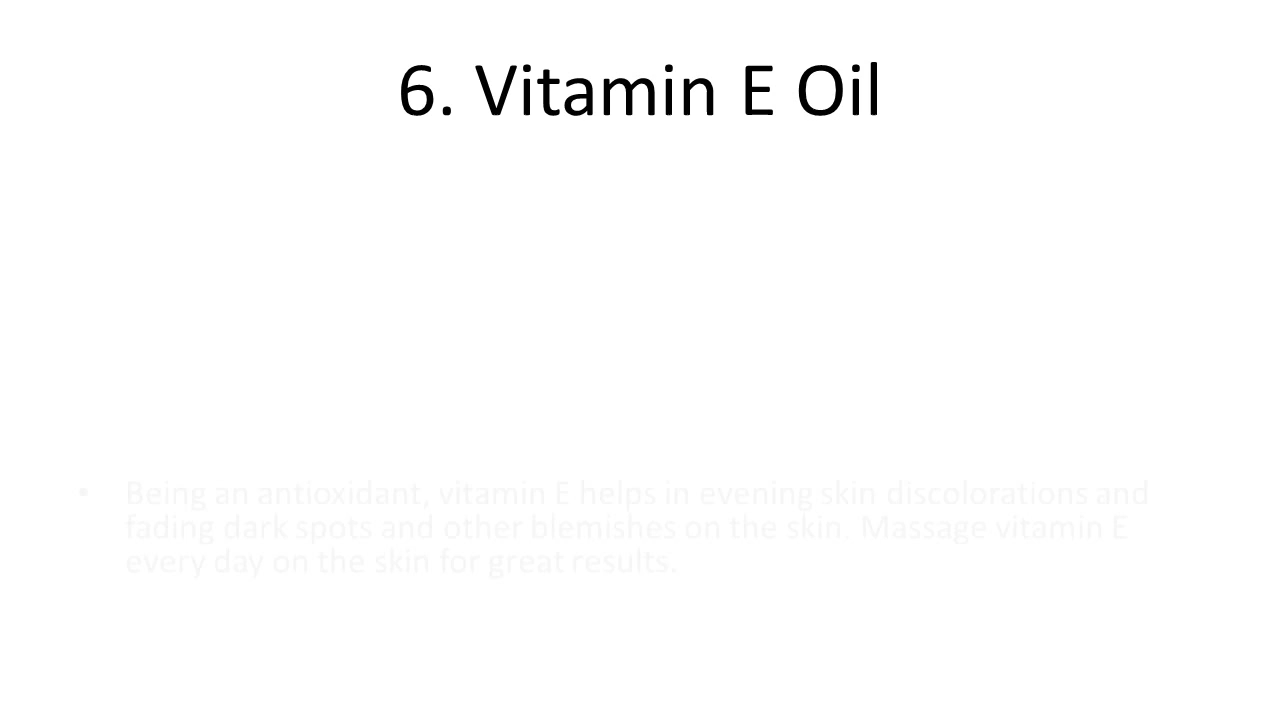 6. Vitamin E Oil
• Being an antioxidant, vitamin E helps in evening skin discolorations and
fading dark spots and other blemishes on the skin. Massage vitamin E
every day on the skin for great results.